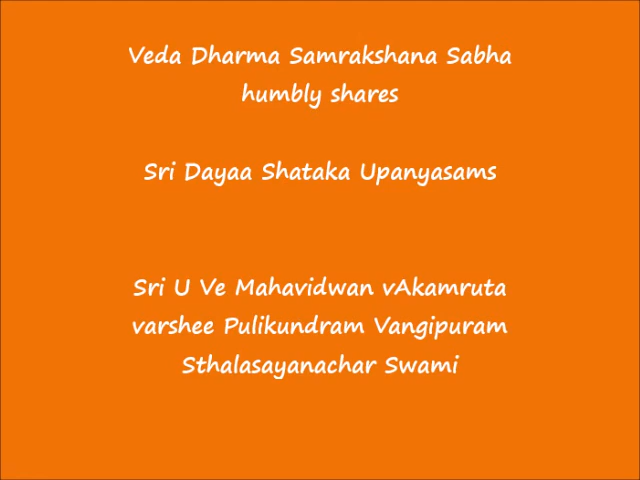 Veda Dharma Samrakshana Sabha
humbly shares
Sri Dayaa Shataka Upanyasams
Sri U Ve Mahavidwan vAkamruta
varshee Pulikundram Vangipuram
Sthalasayanachar Swami